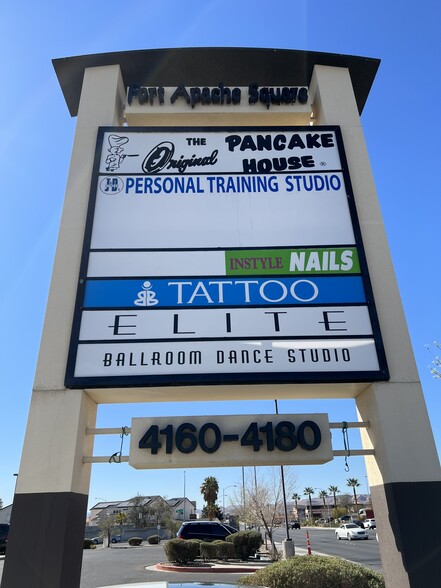 Fort Apache Square
THE Original PANCAKE HOUSE ®
PERSONAL TRAINING STUDIO
INSTYLE NAILS
TATTOO
ELITE
BALLROOM DANCE STUDIO
4160-4180